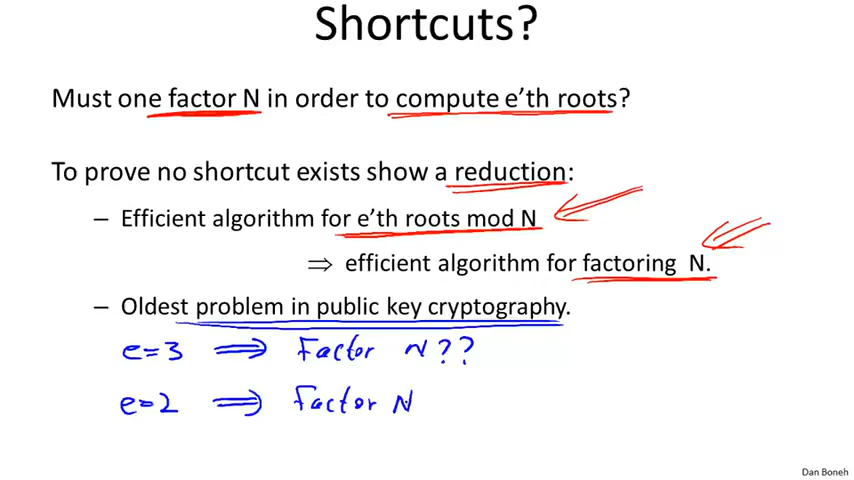 Shortcuts?
Must one factor N in order to compute e'th roots?
To prove no shortcut exists show a reduction:
– Efficient algorithm for e'th roots mod N
⇒ efficient algorithm for factoring N.
– Oldest problem in public key cryptography.
e=3 ⟹ Factor N??
e=2 ⟹ Factor N
Dan Boneh